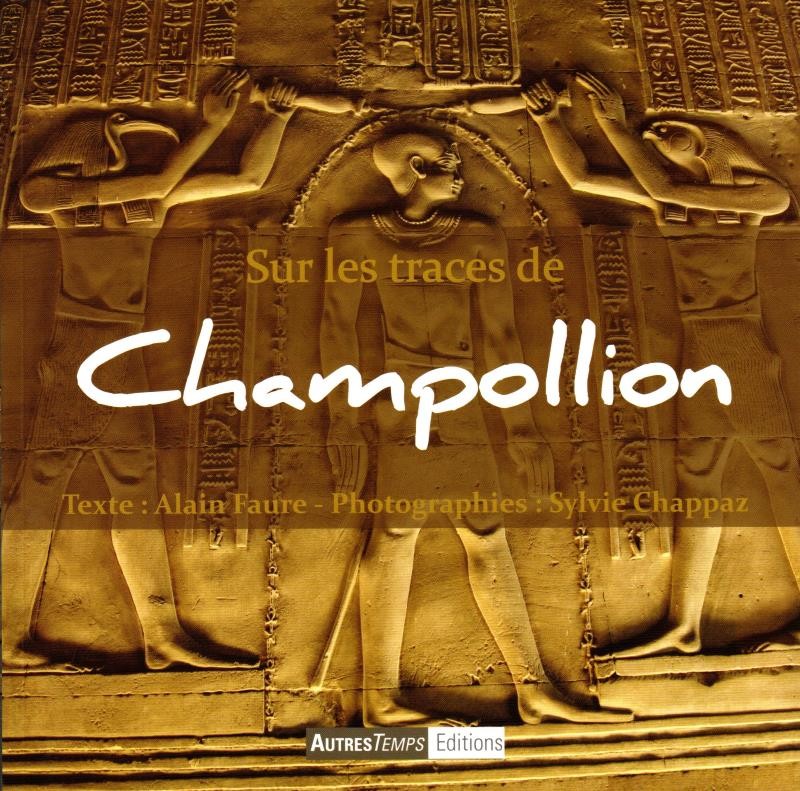 Sur les traces de
Champollion
Texte : Alain Faure - Photographies : Sylvie Chappaz
AUTRESTEMPS Editions